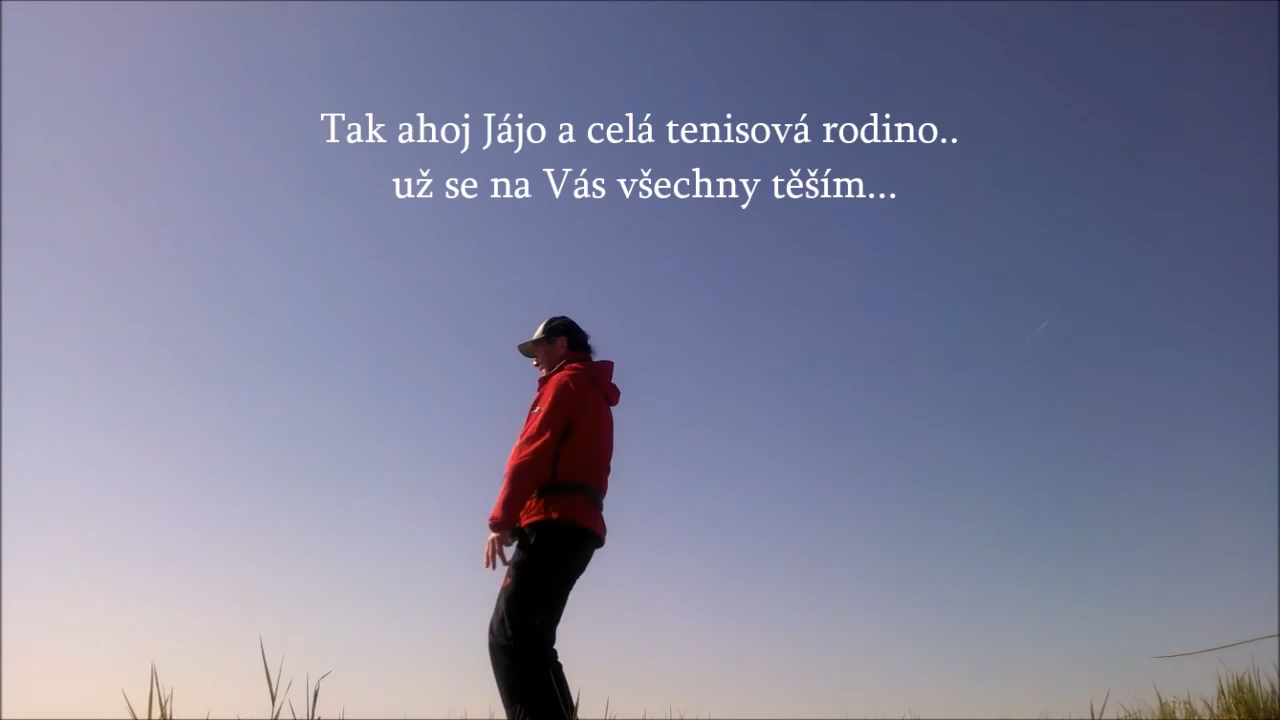 Tak ahoj Jájo a celá tenisová rodino..
už se na Vás všechny těším...